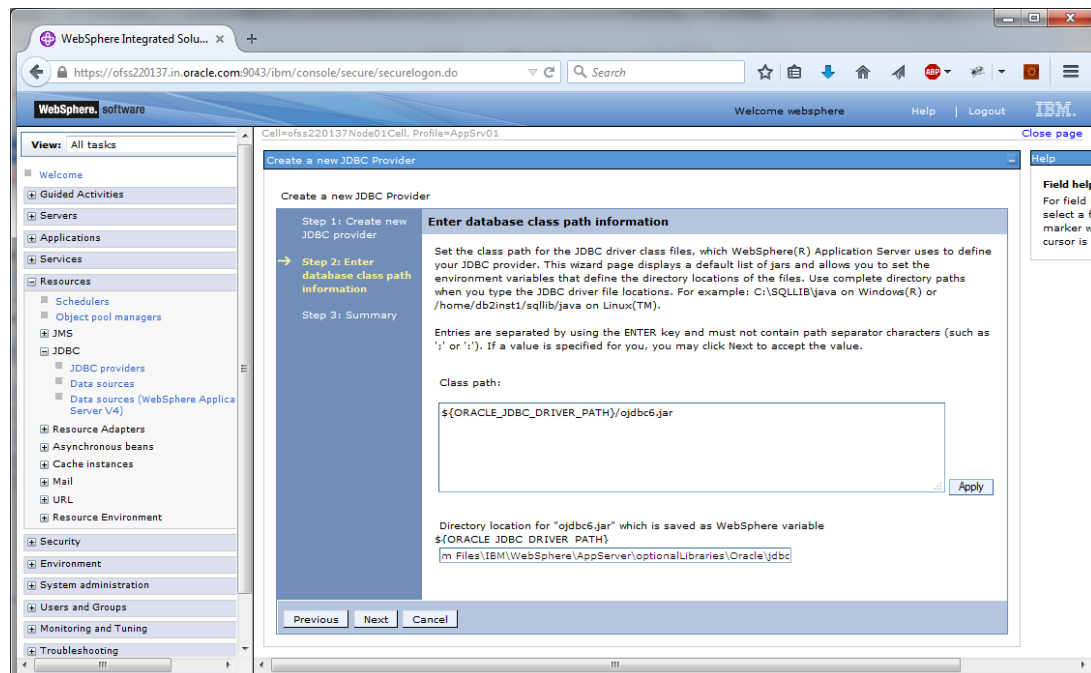 WebSphere Integrated Solu... × +
https://ofss220137.in.oracle.com:9043/ibm/console/secure/securelogon.do
Search
ABP
WebSphere. software
Welcome websphere Help | Logout IBM.
View: All tasks
Welcome
Guided Activities
Servers
Applications
Services
Resources
Schedulers
Object pool managers
JMS
JDBC
JDBC providers
Data sources
Data sources (WebSphere Applica
Server V4)
Resource Adapters
Asynchronous beans
Cache instances
Mail
URL
Resource Environment
Security
Environment
System administration
Users and Groups
Monitoring and Tuning
Troubleshooting
Cell=ofss220137Node01Cell, Profile=AppSrv01
Close page
Create a new JDBC Provider
Create a new JDBC Provider
Step 1: Create new
JDBC provider
Step 2: Enter
database class path
information
Step 3: Summary
Enter database class path information
Set the class path for the JDBC driver class files, which WebSphere(R) Application Server uses to define
your JDBC provider. This wizard page displays a default list of jars and allows you to set the
environment variables that define the directory locations of the files. Use complete directory paths
when you type the JDBC driver file locations. For example: C:\SQLLIB\java on Windows(R) or
/home/db2inst1/sqllib/java on Linux(TM).
Entries are separated by using the ENTER key and must not contain path separator characters (such as
';' or ':'). If a value is specified for you, you may click Next to accept the value.
Class path:
${ORACLE_JDBC_DRIVER_PATH}/ojdbc6.jar
Apply
Directory location for "ojdbc6.jar" which is saved as WebSphere variable
${ORACLE_JDBC_DRIVER_PATH}
m Files\IBM\WebSphere\AppServer\optionalLibraries\Oracle\jdbc
Previous Next Cancel
Help
Field help
For field
select a f
marker w
cursor is